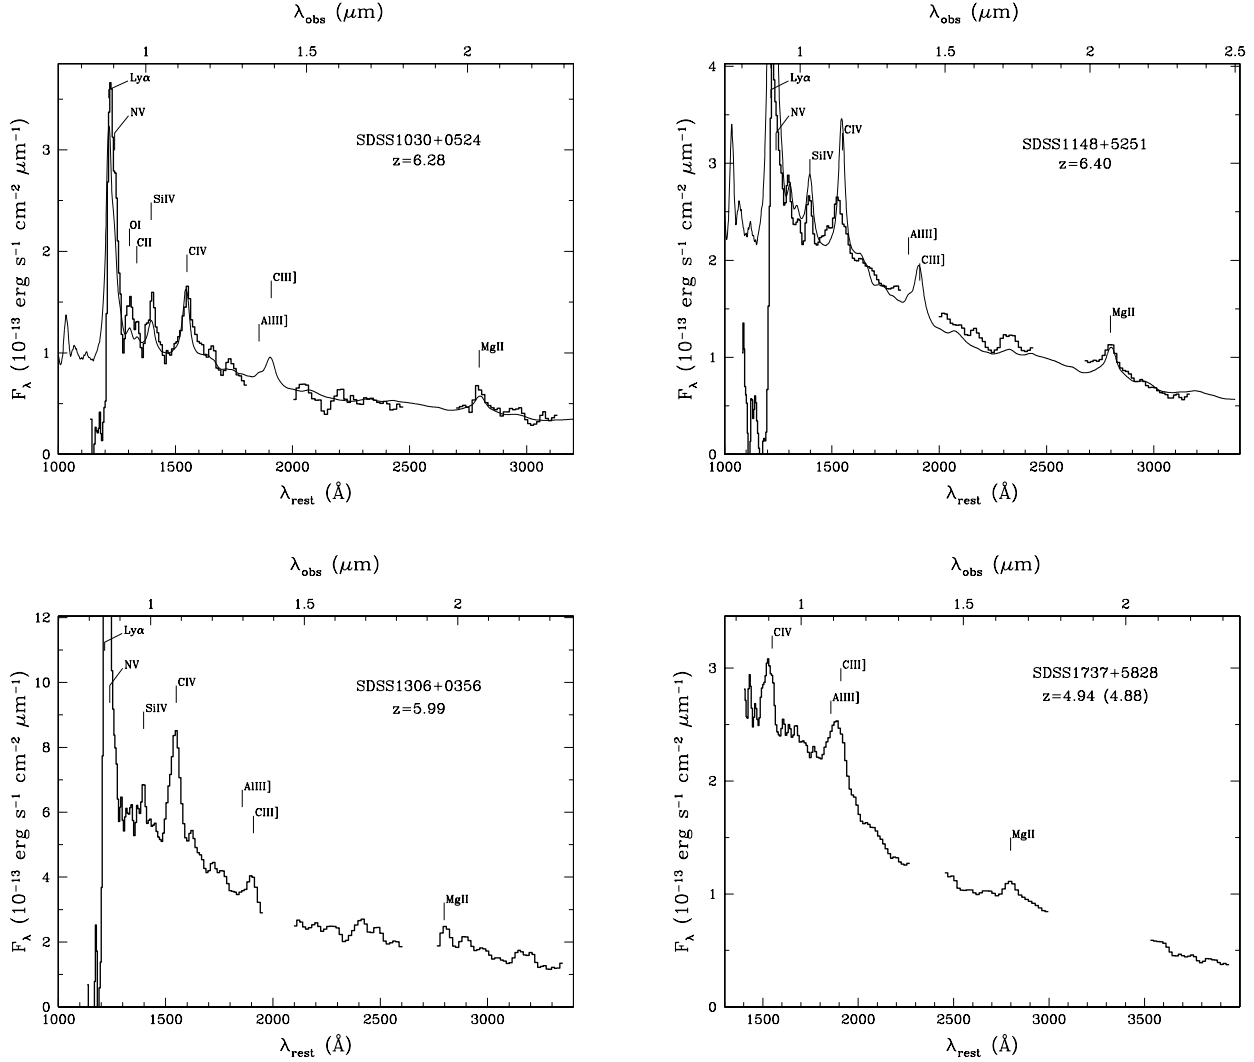 λobs (μm)
1 1.5 2
Fλ (10−13 erg s−1 cm−2 μm−1)
3
2
1
0
Lyα
NV
SDSS1030+0524
z=6.28
SiIV
OI
CII
CIV
CIII]
AlIII]
MgII
1000 1500 2000 2500 3000
λrest (Å)
λobs (μm)
1 1.5 2 2.5
Fλ (10−13 erg s−1 cm−2 μm−1)
4
3
2
1
0
Lyα
NV
CIV
SiIV
SDSS1148+5251
z=6.40
AlIII]
CIII]
MgII
1000 1500 2000 2500 3000
λrest (Å)
λobs (μm)
1 1.5 2
Fλ (10−13 erg s−1 cm−2 μm−1)
12
10
8
6
4
2
0
Lyα
NV
CIV
SiIV
SDSS1306+0356
z=5.99
AlIII]
CIII]
MgII
1000 1500 2000 2500 3000
λrest (Å)
λobs (μm)
1 1.5 2
Fλ (10−13 erg s−1 cm−2 μm−1)
3
2
1
0
CIV
CIII]
AlIII]
SDSS1737+5828
z=4.94 (4.88)
MgII
1500 2000 2500 3000 3500
λrest (Å)